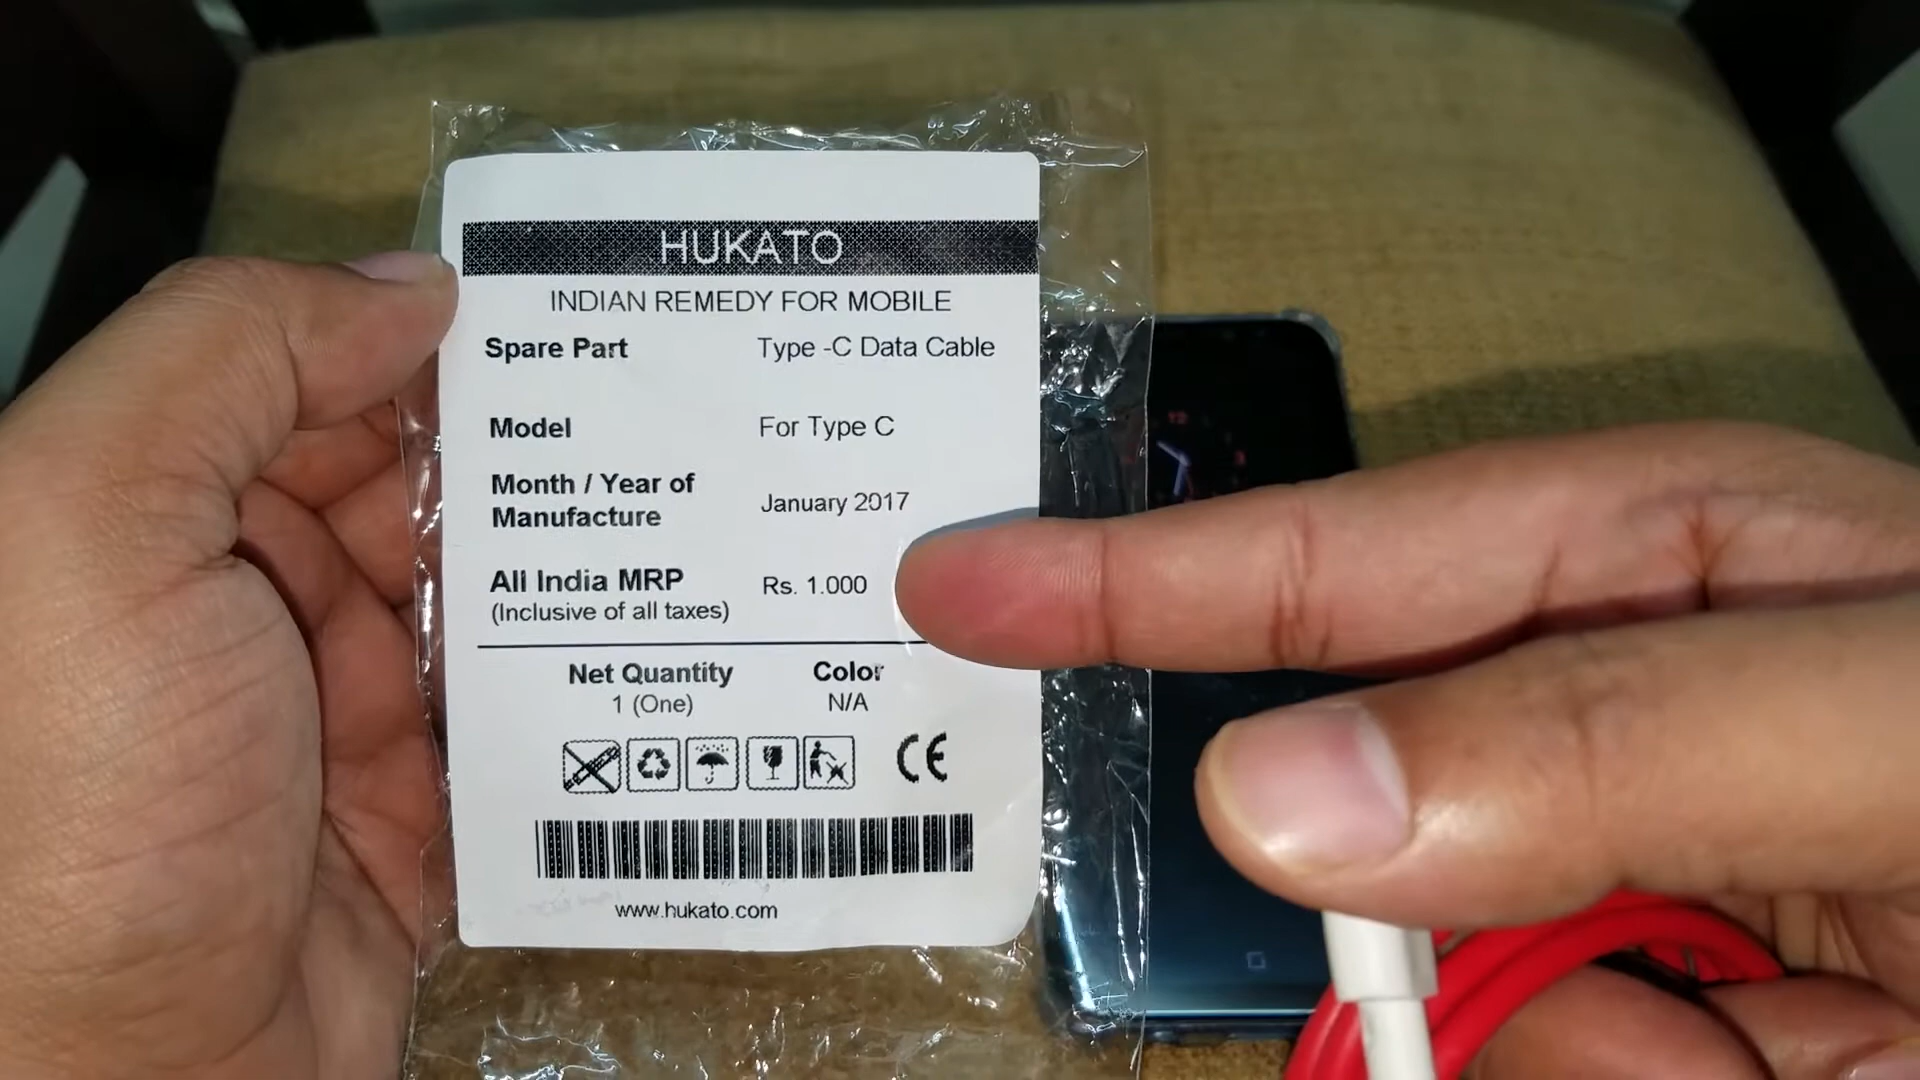 HUKATO
INDIAN REMEDY FOR MOBILE
Spare Part Type -C Data Cable
Model For Type C
Month / Year of
Manufacture January 2017
All India MRP Rs. 1.000
(Inclusive of all taxes)
Net Quantity Color
1 (One) N/A
CE
www.hukato.com
12
3